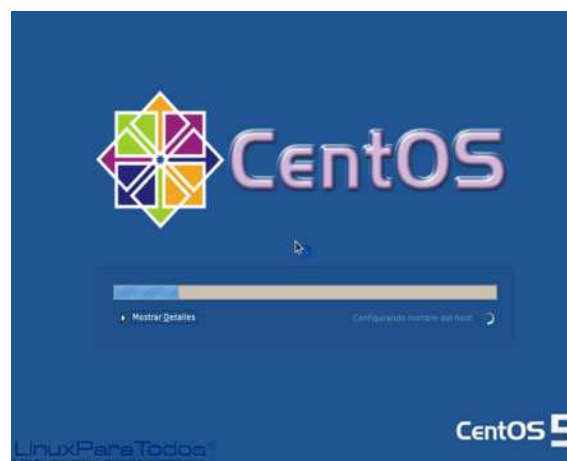 CentOS
Mostrar Detalles
Configurando nombre del host
CentOS 5
LinuxParaTodos